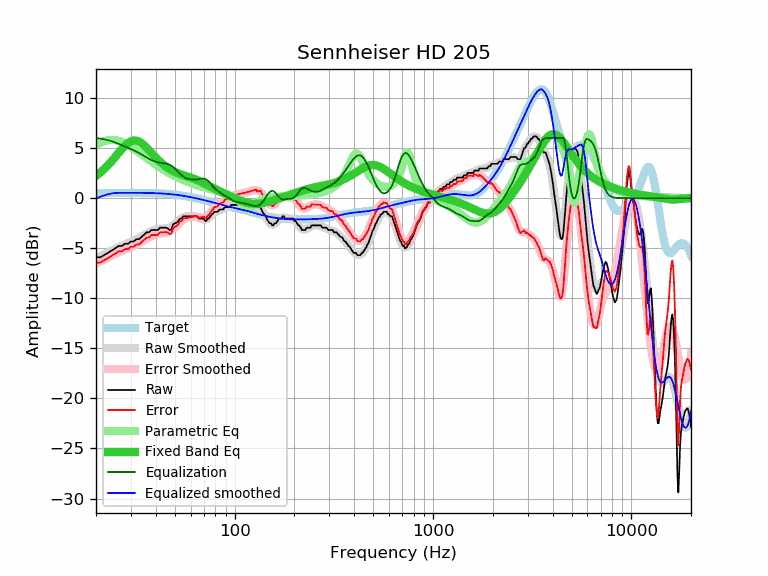 Sennheiser HD 205
Amplitude (dBr)
10
5
0
−5
−10
−15
−20
−25
−30
Target
Raw Smoothed
Error Smoothed
Raw
Error
Parametric Eq
Fixed Band Eq
Equalization
Equalized smoothed
100
1000
10000
Frequency (Hz)